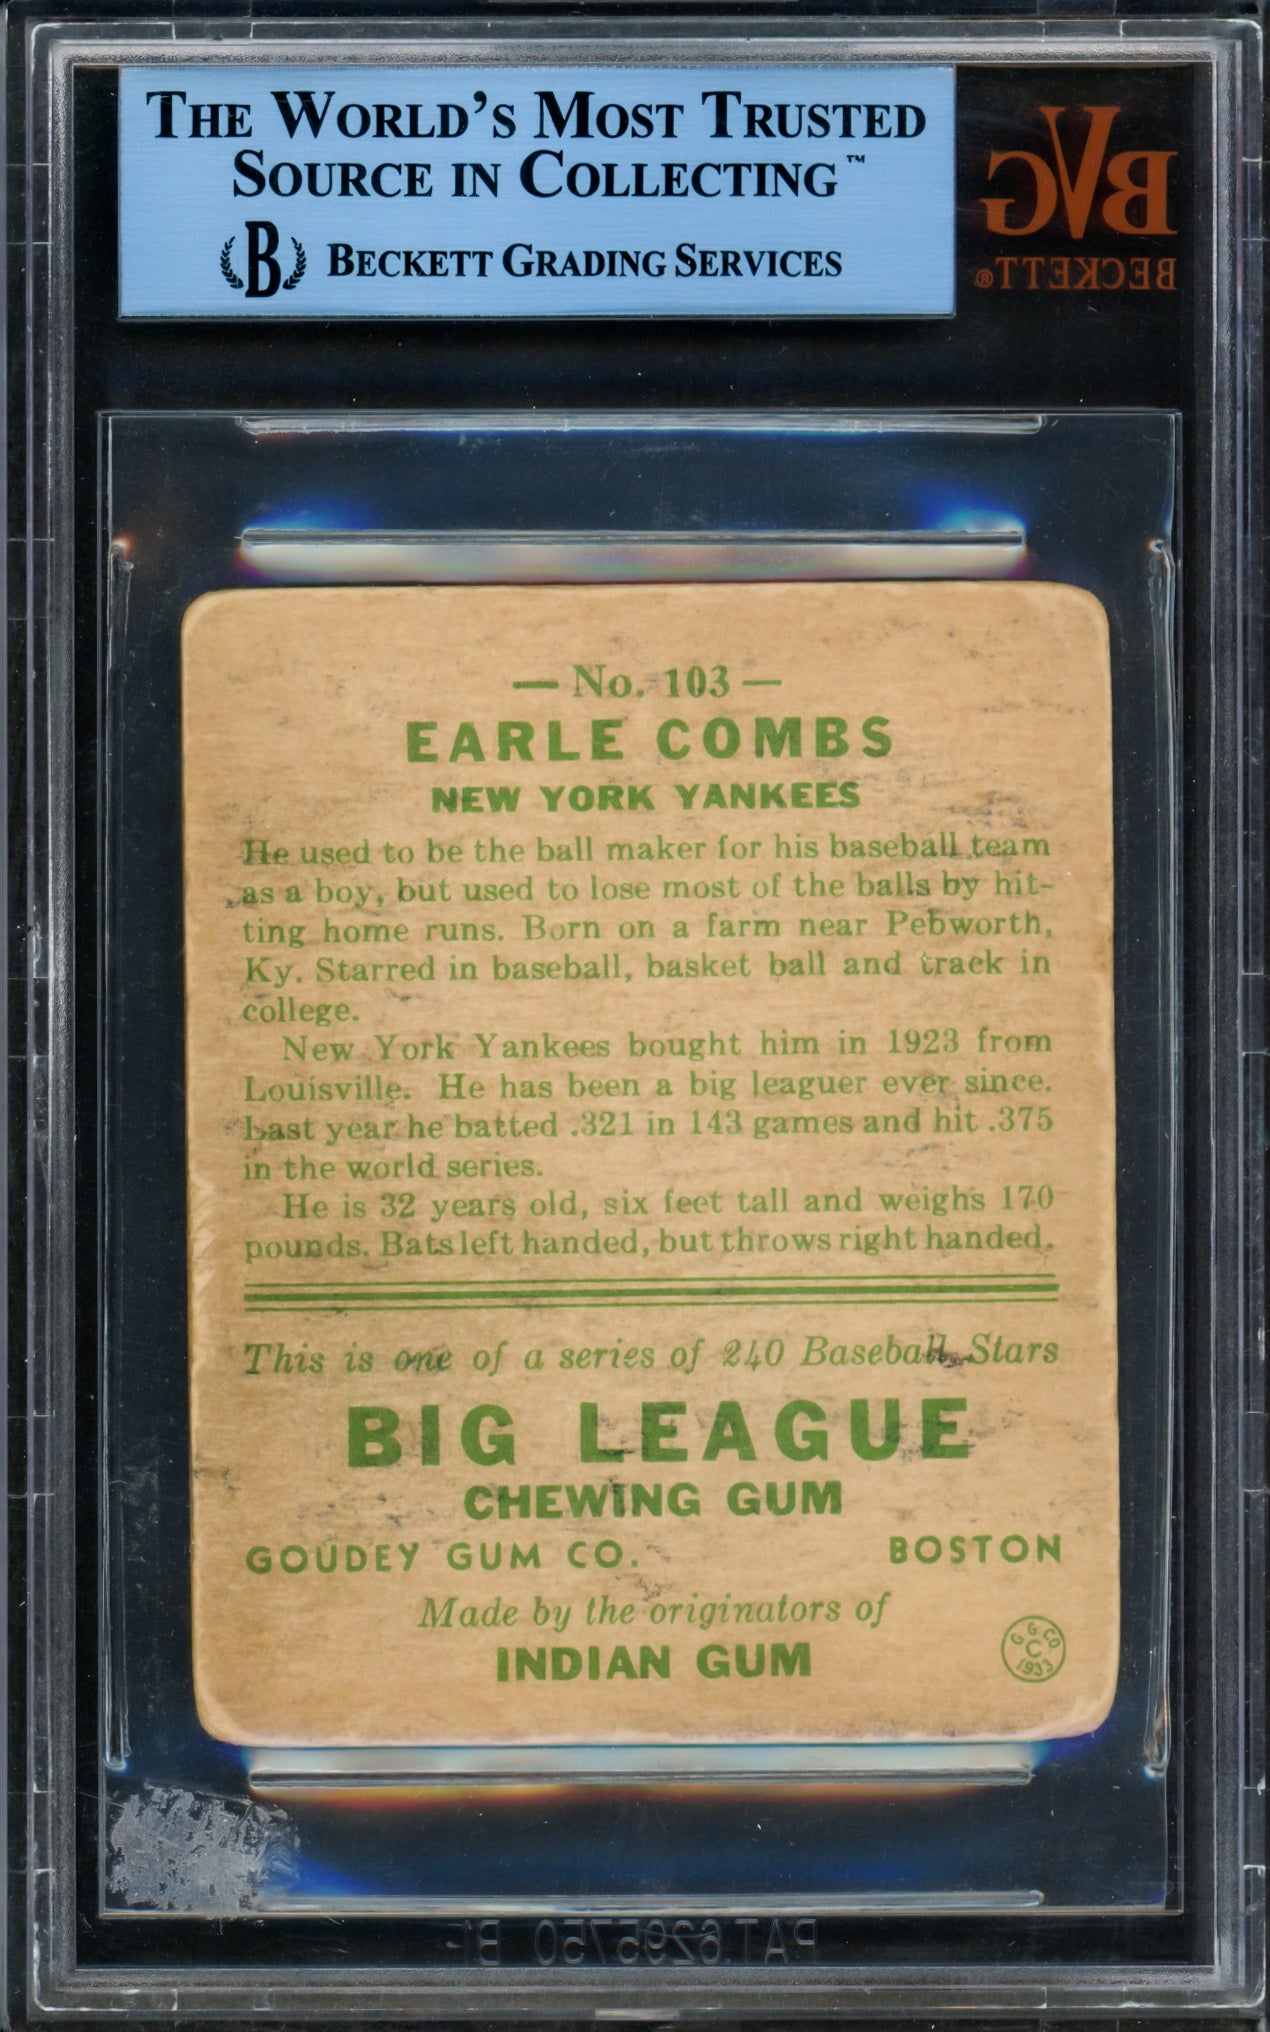 THE WORLD'S MOST TRUSTED
SOURCE IN COLLECTING™
B BECKETT GRADING SERVICES
BVG
BECKETT®
— No. 103 —
EARLE COMBS
NEW YORK YANKEES
He used to be the ball maker for his baseball team
as a boy, but used to lose most of the balls by hit-
ting home runs. Born on a farm near Pebworth,
Ky. Starred in baseball, basket ball and track in
college.
New York Yankees bought him in 1923 from
Louisville. He has been a big leaguer ever since.
Last year he batted .321 in 143 games and hit .375
in the world series.
He is 32 years old, six feet tall and weighs 170
pounds. Bats left handed, but throws right handed.
This is one of a series of 240 Baseball Stars
BIG LEAGUE
CHEWING GUM
GOUDEY GUM CO. BOSTON
Made by the originators of
INDIAN GUM
G. G. CO.
C
1933
PAT. 6295750 B1